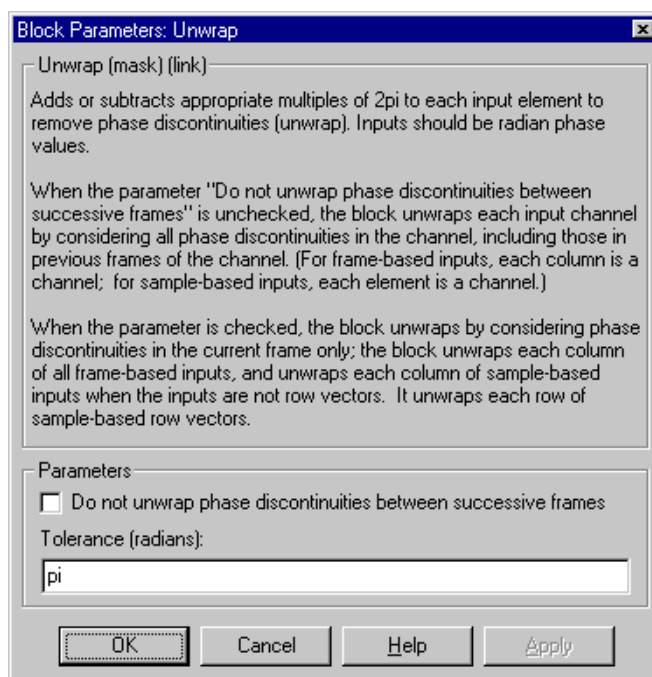 Block Parameters: Unwrap
Unwrap (mask) (link)
Adds or subtracts appropriate multiples of 2pi to each input element to
remove phase discontinuities (unwrap). Inputs should be radian phase
values.
When the parameter "Do not unwrap phase discontinuities between
successive frames" is unchecked, the block unwraps each input channel
by considering all phase discontinuities in the channel, including those in
previous frames of the channel. (For frame-based inputs, each column is a
channel;  for sample-based inputs, each element is a channel.)
When the parameter is checked, the block unwraps by considering phase
discontinuities in the current frame only; the block unwraps each column
of all frame-based inputs, and unwraps each column of sample-based
inputs when the inputs are not row vectors.  It unwraps each row of
sample-based row vectors.
Parameters
Do not unwrap phase discontinuities between successive frames
Tolerance (radians):
pi
OK Cancel Help Apply